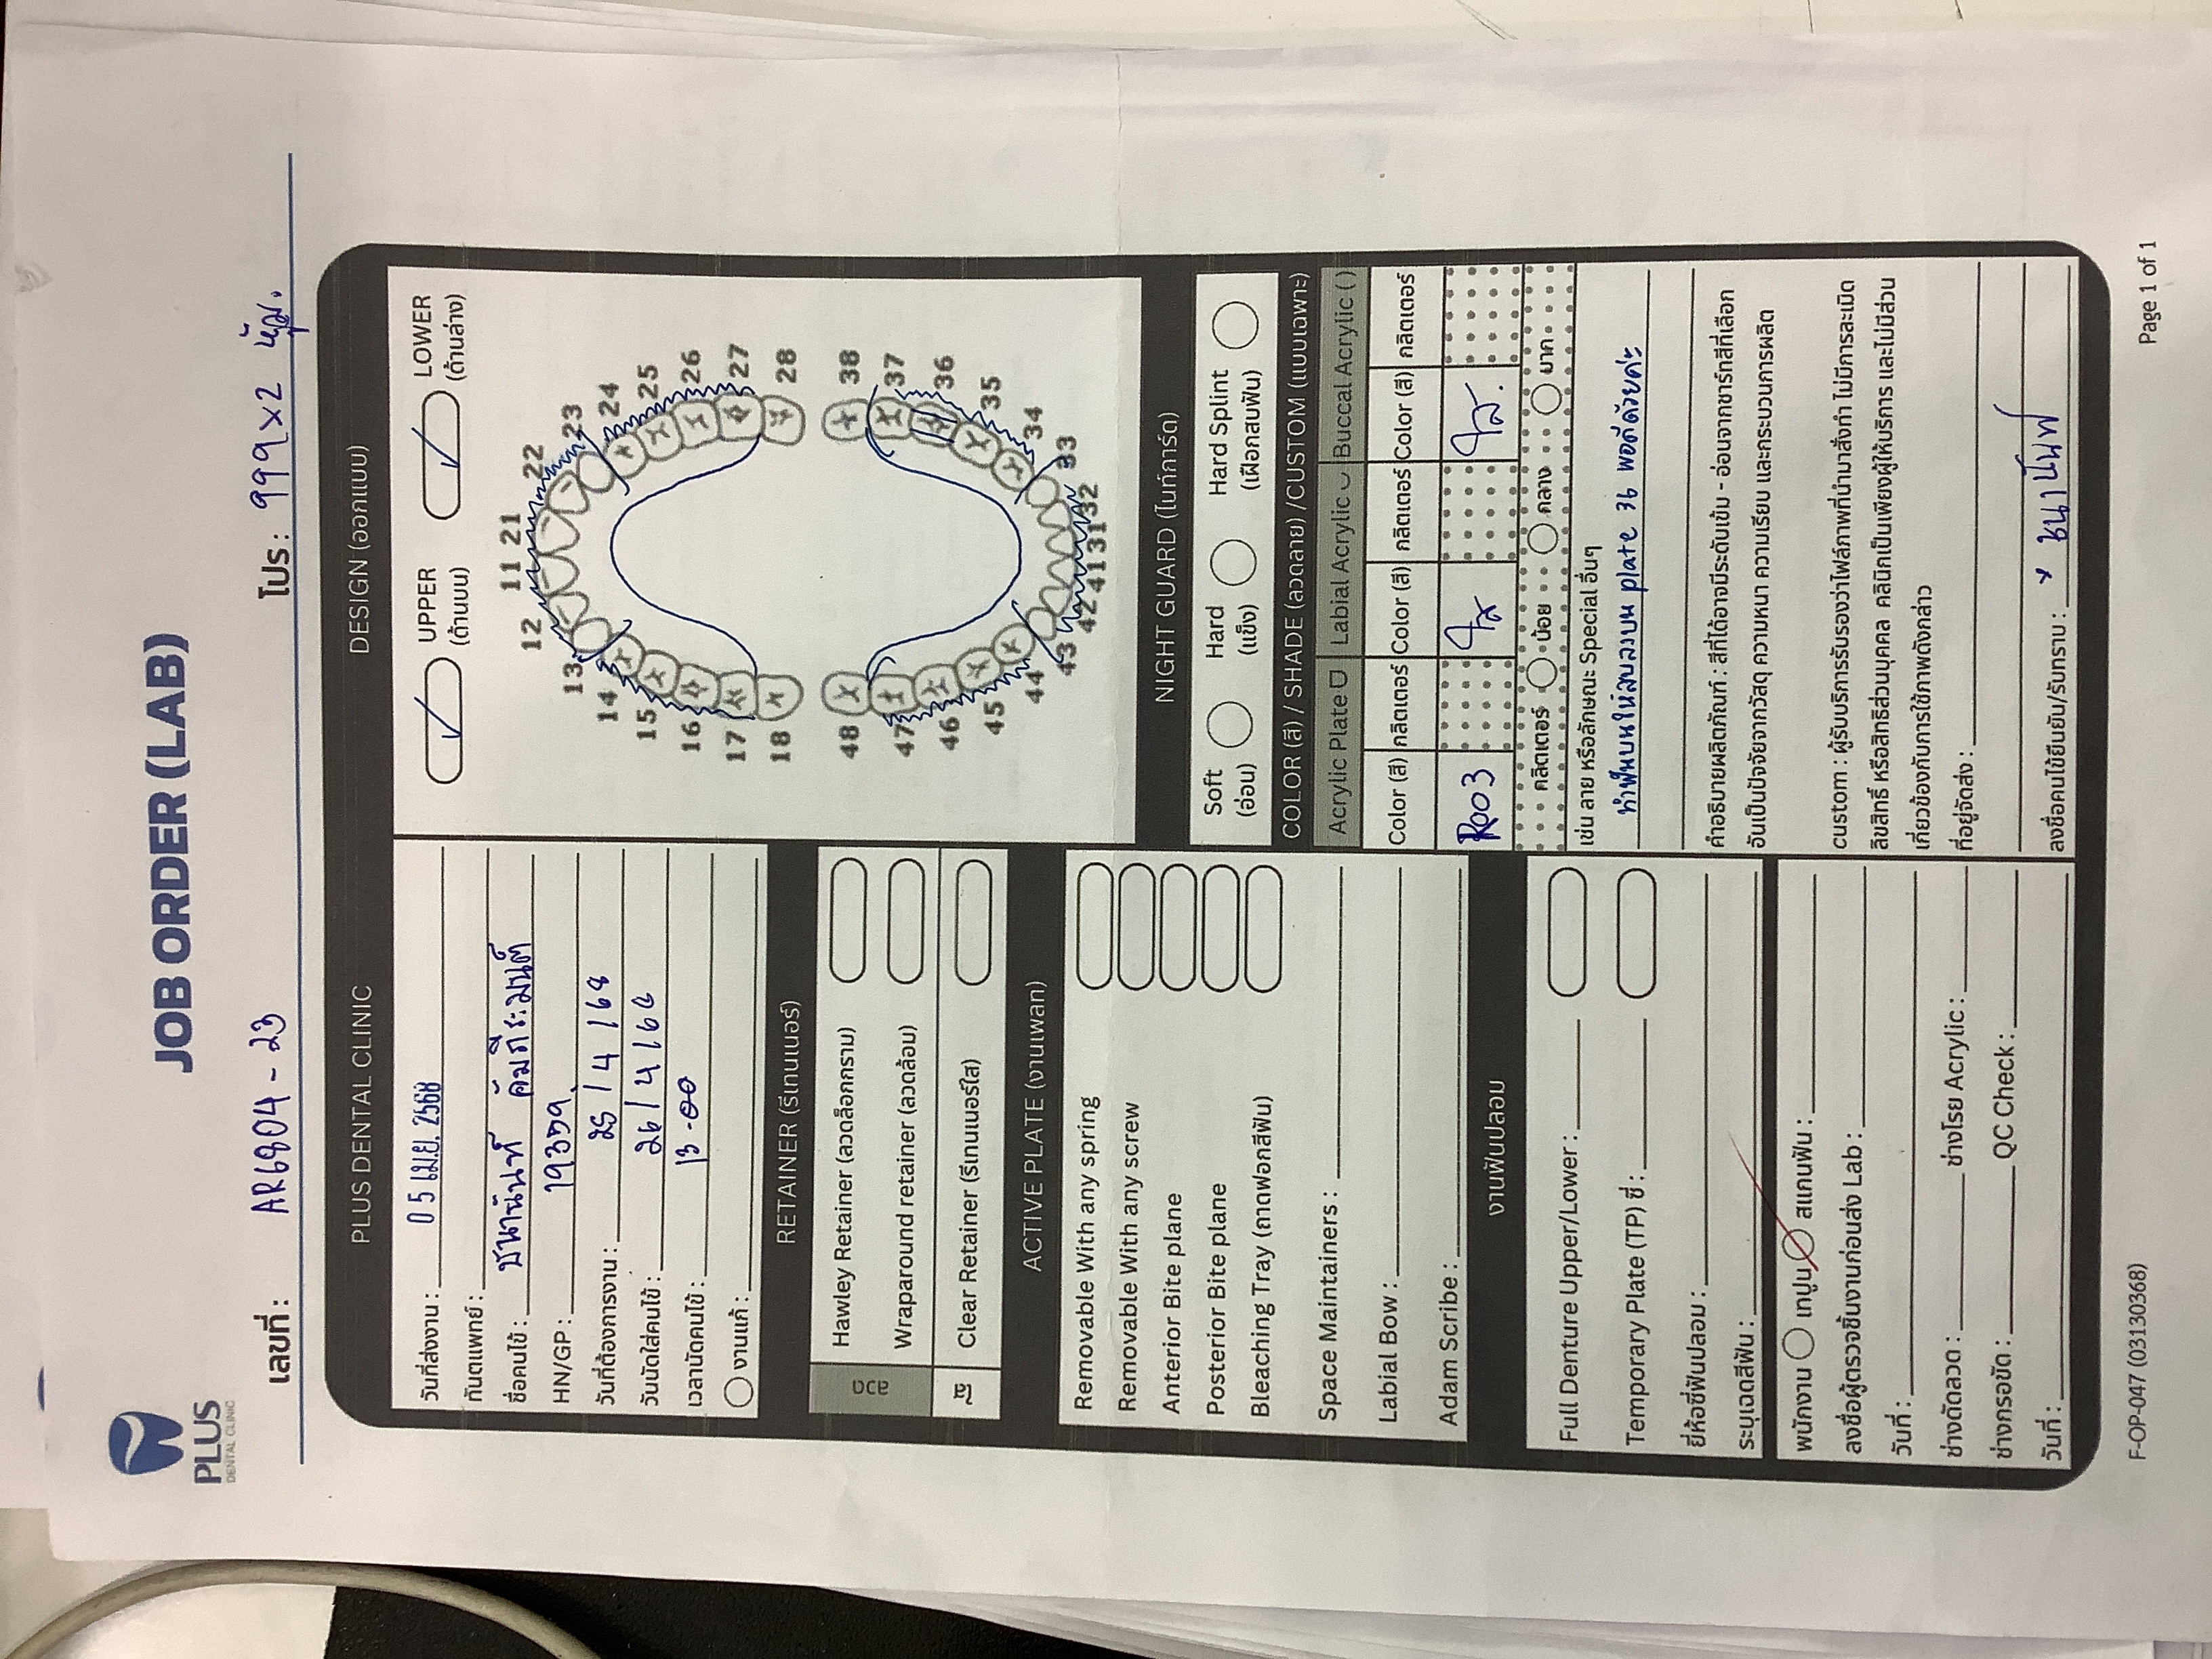 PLUS
DENTAL CLINIC
JOB ORDER (LAB)
เลขที่ : AR6804 - 23
โปร : 999x2 หุ้ม.
PLUS DENTAL CLINIC
วันที่ส่งงาน : 05 เม.ย. 2568
ทันตแพทย์ :
ชื่อคนไข้ : ชนานันท์ คัมภีระมนต์
HN/GP : 19359
วันที่ต้องการงาน : 25 / 4 / 68
วันนัดใส่คนไข้ : 26 / 4 / 68
เวลานัดคนไข้ : 13-00
งานแก้ :
RETAINER (รีเทนเนอร์)
ลวด
Hawley Retainer (ลวดล็อกกราม)
Wraparound retainer (ลวดล้อม)
ใส
Clear Retainer (รีเทนเนอร์ใส)
ACTIVE PLATE (งานเพลท)
Removable With any spring
Removable With any screw
Anterior Bite plane
Posterior Bite plane
Bleaching Tray (ถาดฟอกสีฟัน)
Space Maintainers :
Labial Bow :
Adam Scribe :
งานฟันปลอม
Full Denture Upper/Lower :
Temporary Plate (TP) ซี่ :
ยี่ห้อซี่ฟันปลอม :
ระบุเฉดสีฟัน :
พนักงาน เทปูน สแกนฟัน :
ลงชื่อผู้ตรวจชิ้นงานก่อนส่ง Lab :
วันที่ :
ช่างดัดลวด : ช่างโรย Acrylic :
ช่างกรอขัด : QC Check :
วันที่ :
DESIGN (ออกแบบ)
UPPER
(ด้านบน)
LOWER
(ด้านล่าง)
11 21
12 22
13 23
14 24
15 25
16 26
17 27
18 28
48 38
47 37
46 36
45 35
44 34
43 33
42 41 31 32
NIGHT GUARD (ไนท์การ์ด)
Soft
(อ่อน)
Hard
(แข็ง)
Hard Splint
(เฝือกสบฟัน)
COLOR (สี) / SHADE (ลวดลาย) /CUSTOM (แบบเฉพาะ)
Acrylic Plate Labial Acrylic Buccal Acrylic ( )
Color (สี) กลิตเตอร์ Color (สี) กลิตเตอร์ Color (สี) กลิตเตอร์
R003 ใส ใส.
กลิตเตอร์ น้อย กลาง มาก
เช่น ลาย หรือลักษณะ Special อื่นๆ
ทำฟันบนให้สบลงบน plate 36 พอดีด้วยค่ะ
คำอธิบายผลิตภัณฑ์ : สีที่ได้อาจมีระดับเข้ม - อ่อนจากชาร์ทสีที่เลือก
อันเป็นปัจจัยจากวัสดุ ความหนา ความเรียบ และกระบวนการผลิต
custom : ผู้รับบริการรับรองว่าไฟล์ภาพที่นำมาสั่งทำ ไม่มีการละเมิด
ลิขสิทธิ์ หรือสิทธิส่วนบุคคล คลินิกเป็นเพียงผู้ให้บริการ และไม่มีส่วน
เกี่ยวข้องกับการใช้ภาพดังกล่าว
ที่อยู่จัดส่ง :
ลงชื่อคนไข้ยืนยัน/รับทราบ : * ชนานันท์
F-OP-047 (03130368)
Page 1 of 1